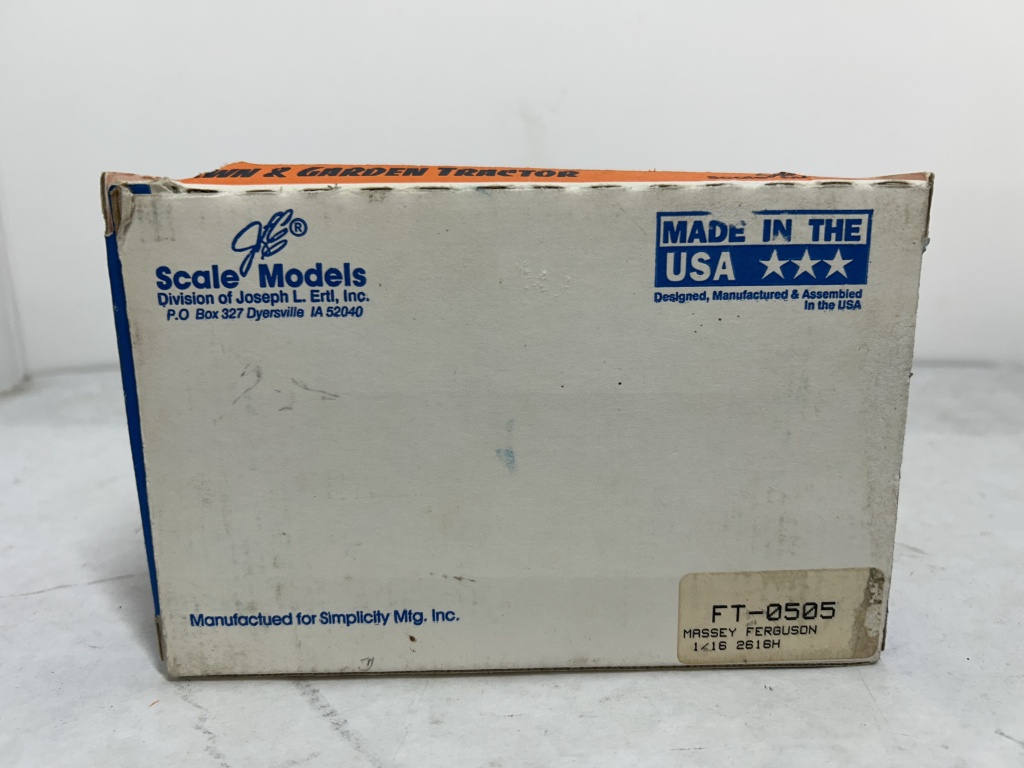 & GARDEN TRACTOR
JLE®
Scale Models
Division of Joseph L. Ertl, Inc.
P.O Box 327 Dyersville IA 52040
MADE IN THE
USA
Designed, Manufactured & Assembled
In the USA
Manufactued for Simplicity Mfg. Inc.
FT-0505
MASSEY FERGUSON
1/16 2616H